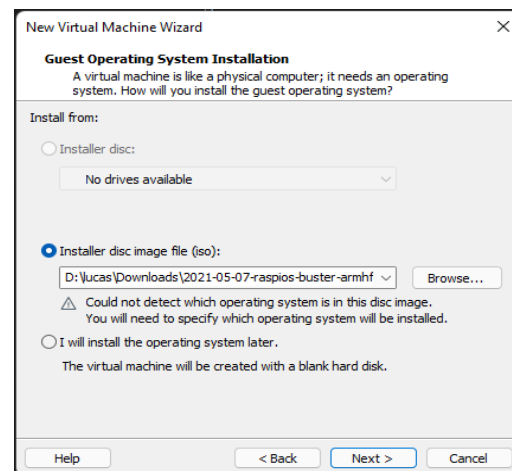 New Virtual Machine Wizard
Guest Operating System Installation
A virtual machine is like a physical computer; it needs an operating
system. How will you install the guest operating system?
Install from:
Installer disc:
No drives available
Installer disc image file (iso):
D:\lucas\Downloads\2021-05-07-raspios-buster-armhf
Browse...
Could not detect which operating system is in this disc image.
You will need to specify which operating system will be installed.
I will install the operating system later.
The virtual machine will be created with a blank hard disk.
Help
< Back
Next >
Cancel